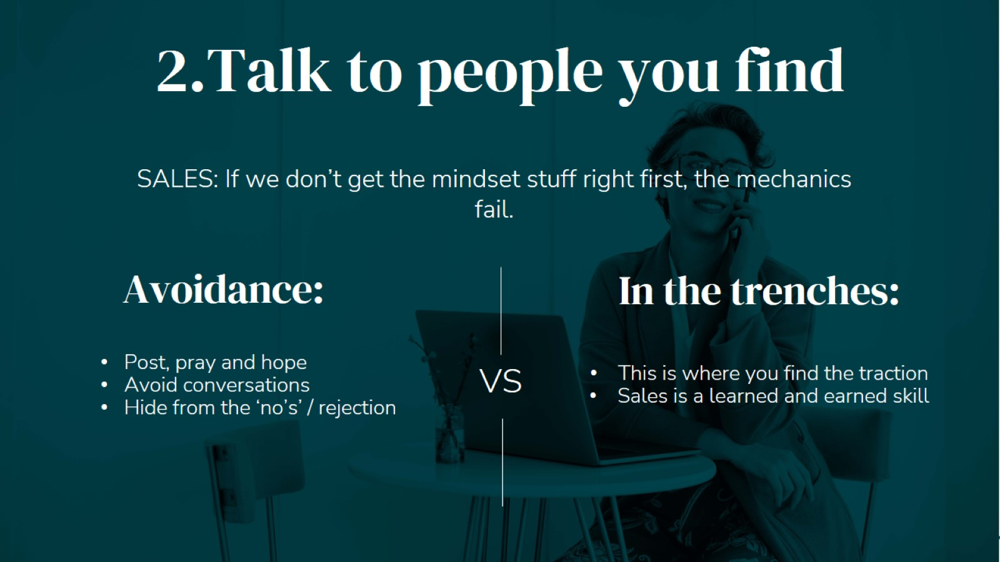 2.Talk to people you find
SALES: If we don’t get the mindset stuff right first, the mechanics
fail.
Avoidance:
• Post, pray and hope
• Avoid conversations
• Hide from the ‘no’s’ / rejection
VS
In the trenches:
• This is where you find the traction
• Sales is a learned and earned skill